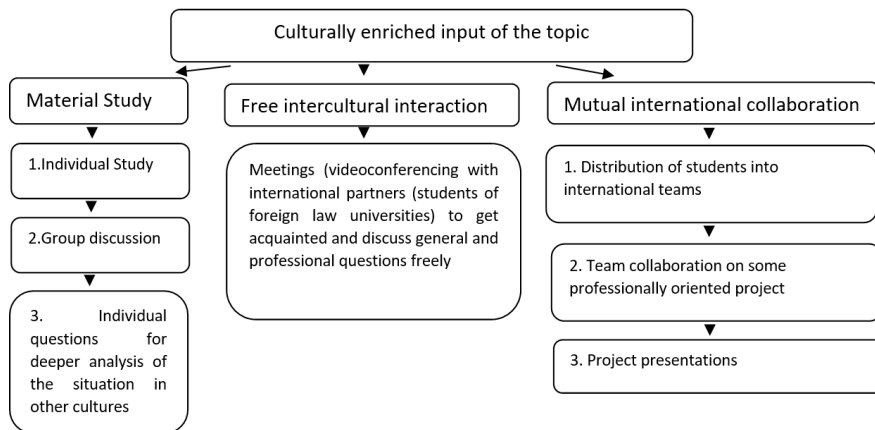 Culturally enriched input of the topic
Material Study
1.Individual Study
2.Group discussion
3. Individual
questions for
deeper analysis of
the situation in
other cultures
Free intercultural interaction
Meetings (videoconferencing with
international partners (students of
foreign law universities) to get
acquainted and discuss general and
professional questions freely
Mutual international collaboration
1. Distribution of students into
international teams
2. Team collaboration on some
professionally oriented project
3. Project presentations